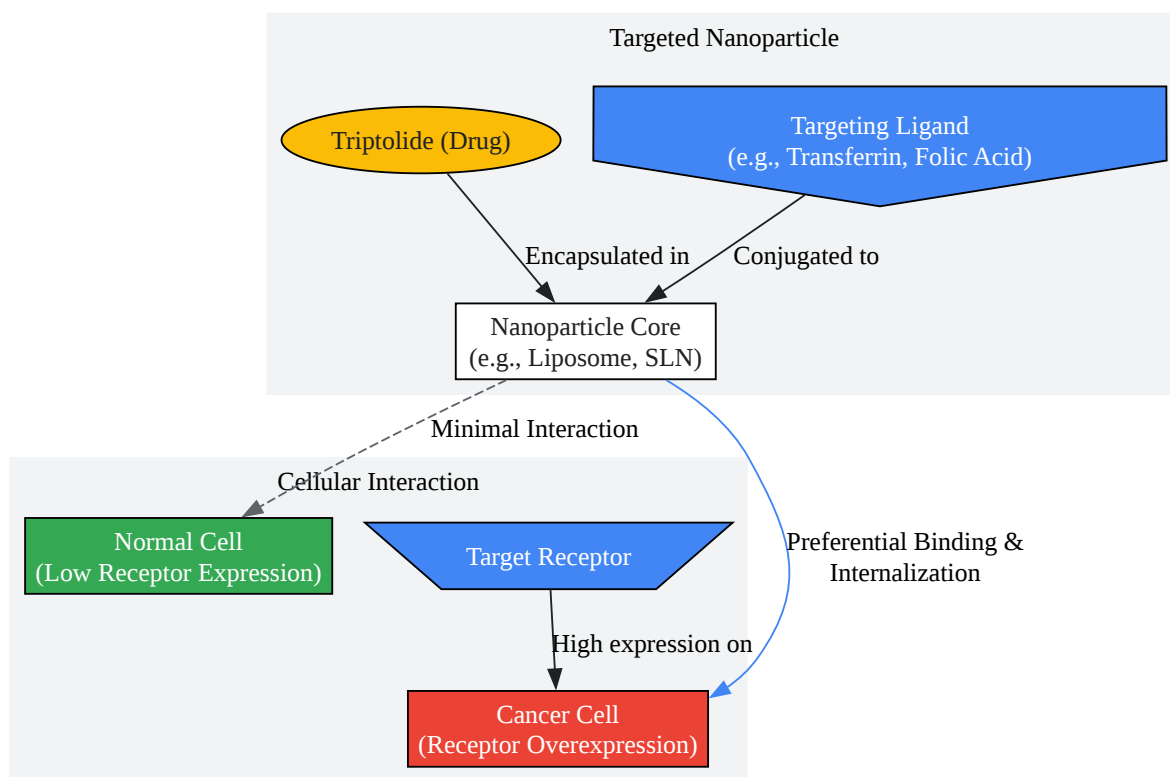 Targeted Nanoparticle
Triptolide (Drug)
Targeting Ligand
(e.g., Transferrin, Folic Acid)
Encapsulated in
Conjugated to
Nanoparticle Core
(e.g., Liposome, SLN)
Minimal Interaction
Cellular Interaction
Normal Cell
(Low Receptor Expression)
Target Receptor
Preferential Binding &
Internalization
High expression on
Cancer Cell
(Receptor Overexpression)